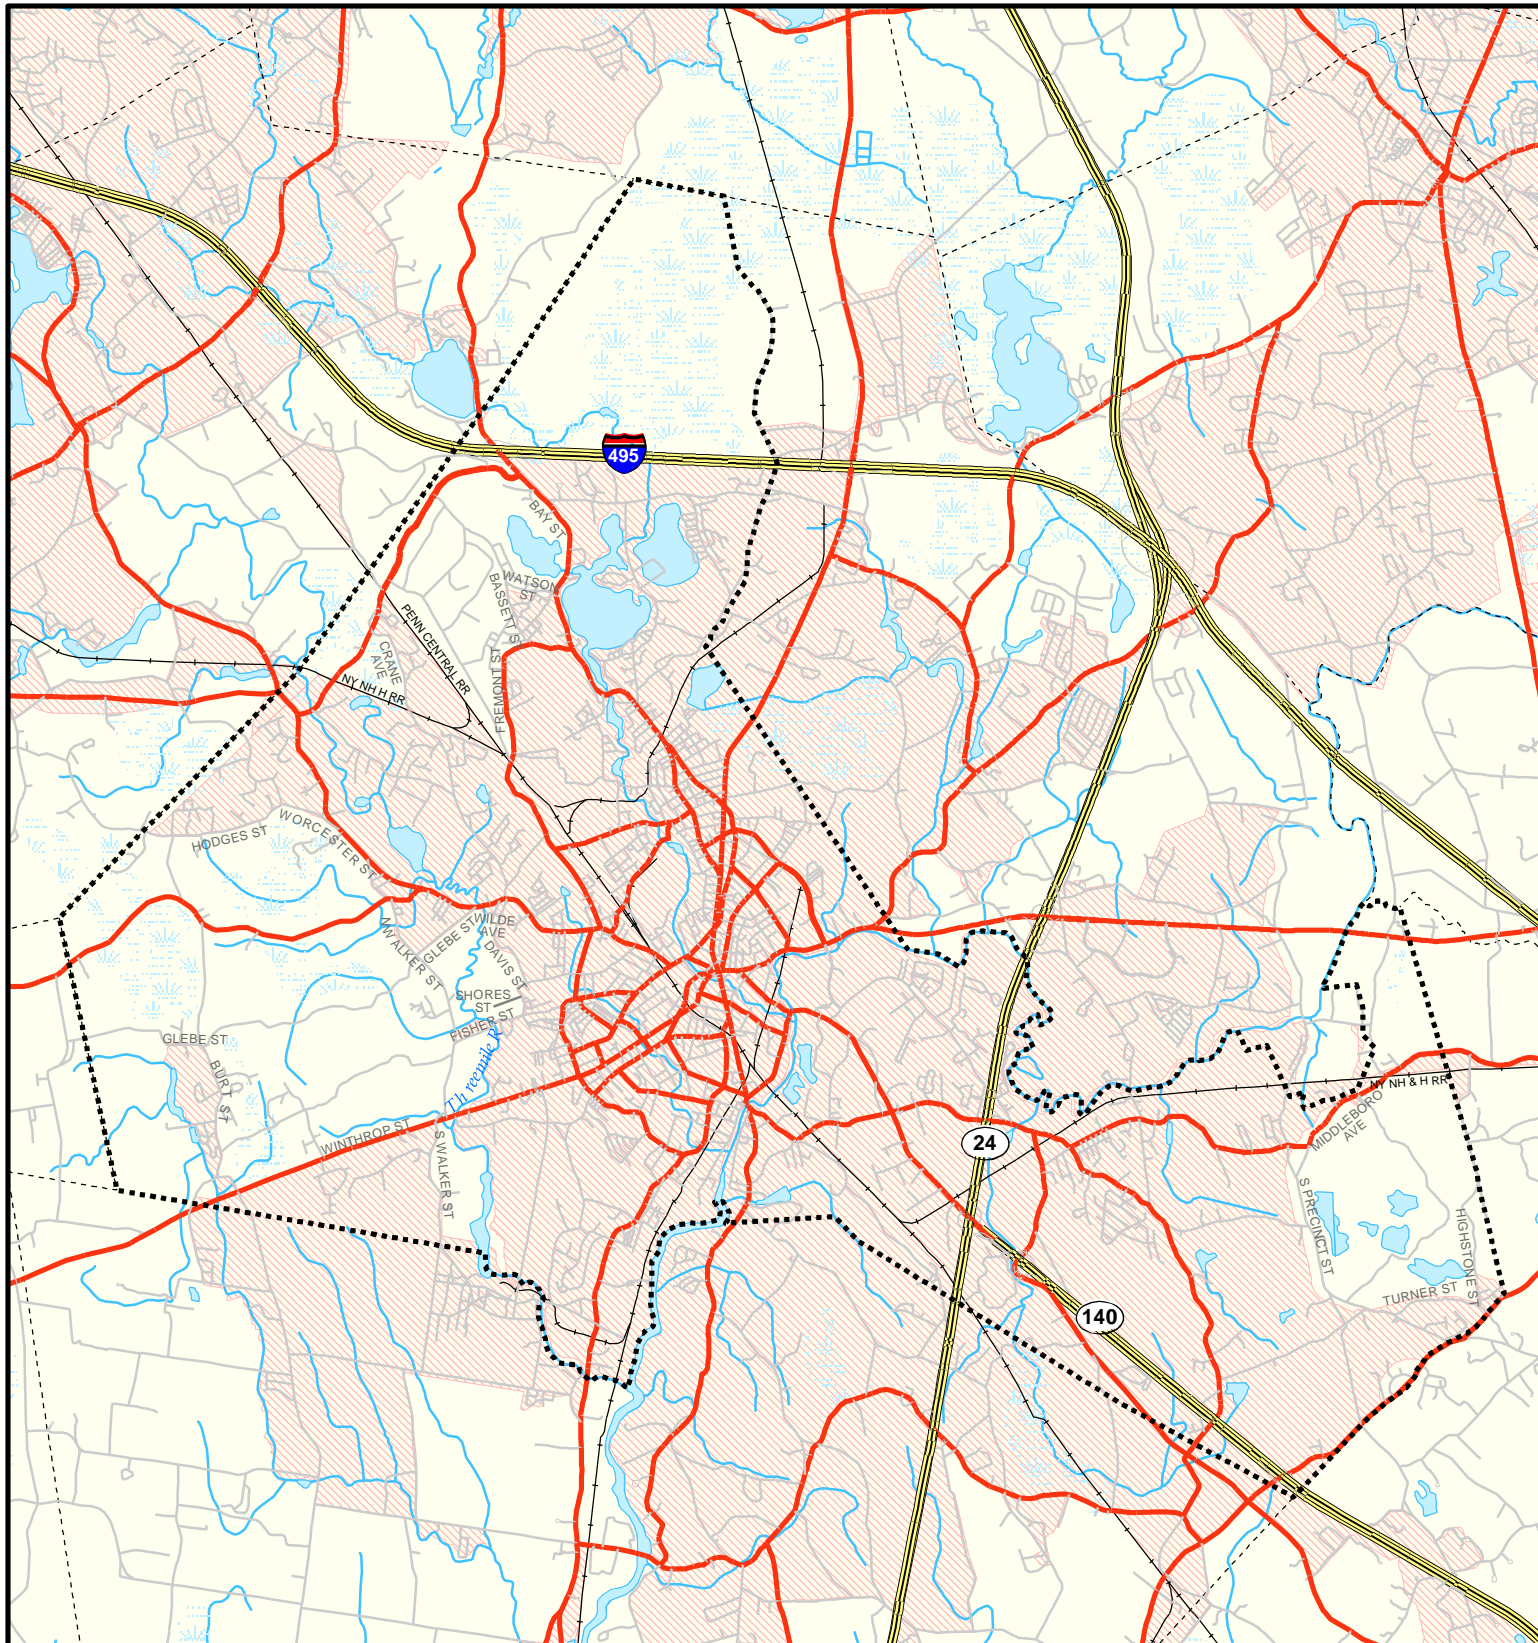 495
BAY ST
WATSON
ST
BASSETT S
PENN CENTRAL RR
CRANE
AVE
NY NH H RR
FREMONT ST
HODGES ST
WORCESTER ST
WILDE
AVE
GLEBE ST
N WALKER ST
DAVIS ST
SHORES
ST
FISHER ST
GLEBE ST
BURT ST
Threemile R
WINTHROP ST
S WALKER ST
NY NH & H RR
MIDDLEBORO
AVE
24
S PRECINCT ST
HIGHSTONE ST
TURNER ST
140